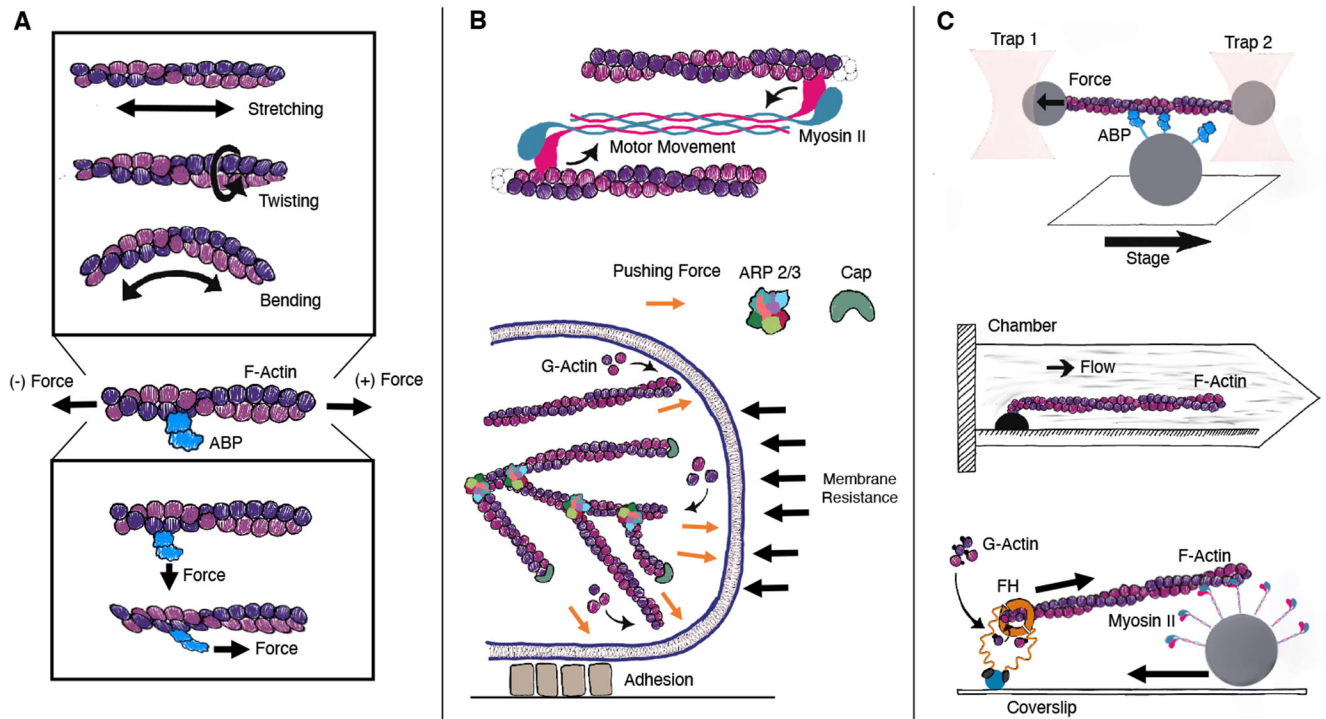 A
Stretching
Twisting
Bending
(-) Force
F-Actin
(+) Force
ABP
Force
Force
B
Motor Movement
Myosin II
Pushing Force
ARP 2/3
Cap
G-Actin
Membrane
Resistance
Adhesion
C
Trap 1
Trap 2
Force
ABP
Stage
Chamber
Flow
F-Actin
G-Actin
FH
F-Actin
Myosin II
Coverslip